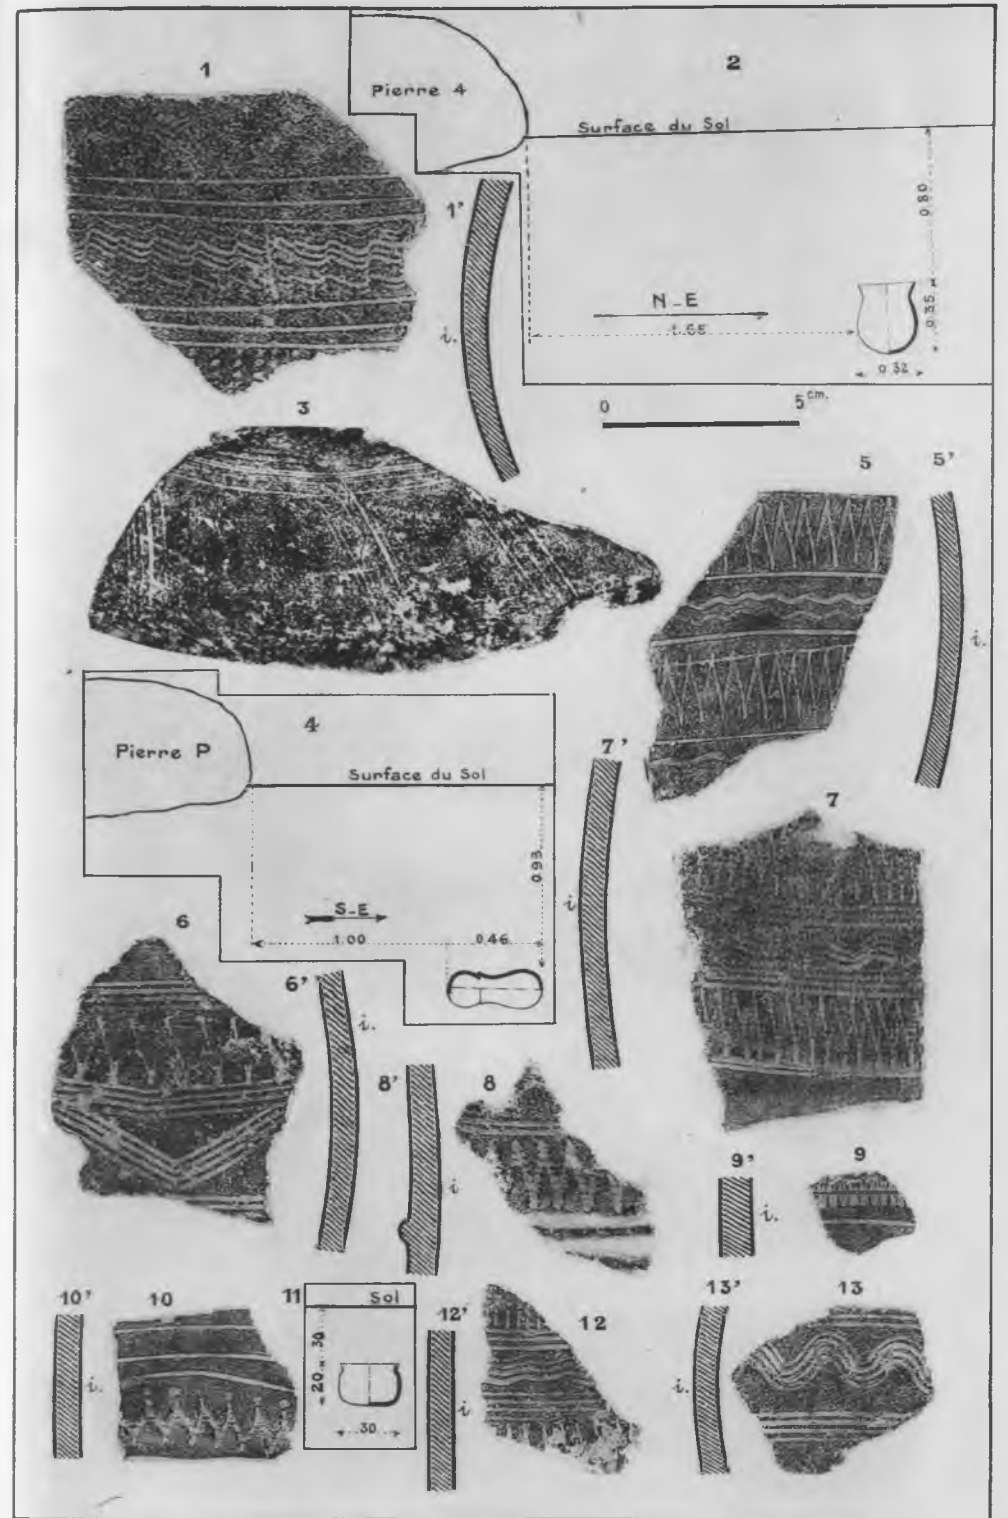 1
2
Pierre 4
Surface du Sol
1'
i.
0.80
N_E
1.65
0.35
0.32
0 5 cm.
3
5
5'
i.
4
Pierre P
Surface du Sol
0.93
S_E
1.00
0.46
7'
i
7
6
6'
i.
8'
8
i
9'
9
i.
10'
10
i.
11
Sol
20 à 30
30
12'
12
i
13'
13
i.